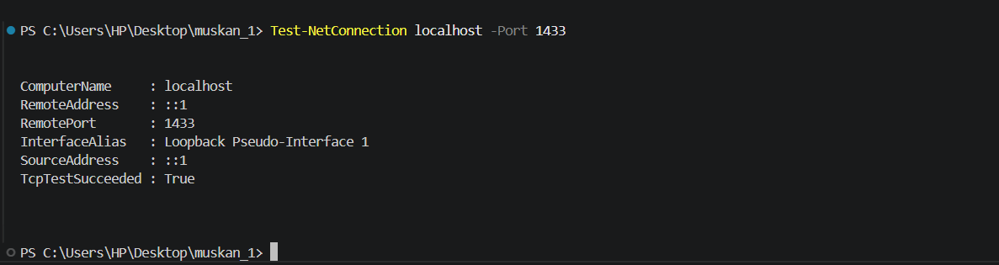 PS C:\Users\HP\Desktop\muskan_1> Test-NetConnection localhost -Port 1433
ComputerName     : localhost
RemoteAddress    : ::1
RemotePort       : 1433
InterfaceAlias   : Loopback Pseudo-Interface 1
SourceAddress    : ::1
TcpTestSucceeded : True
PS C:\Users\HP\Desktop\muskan_1>